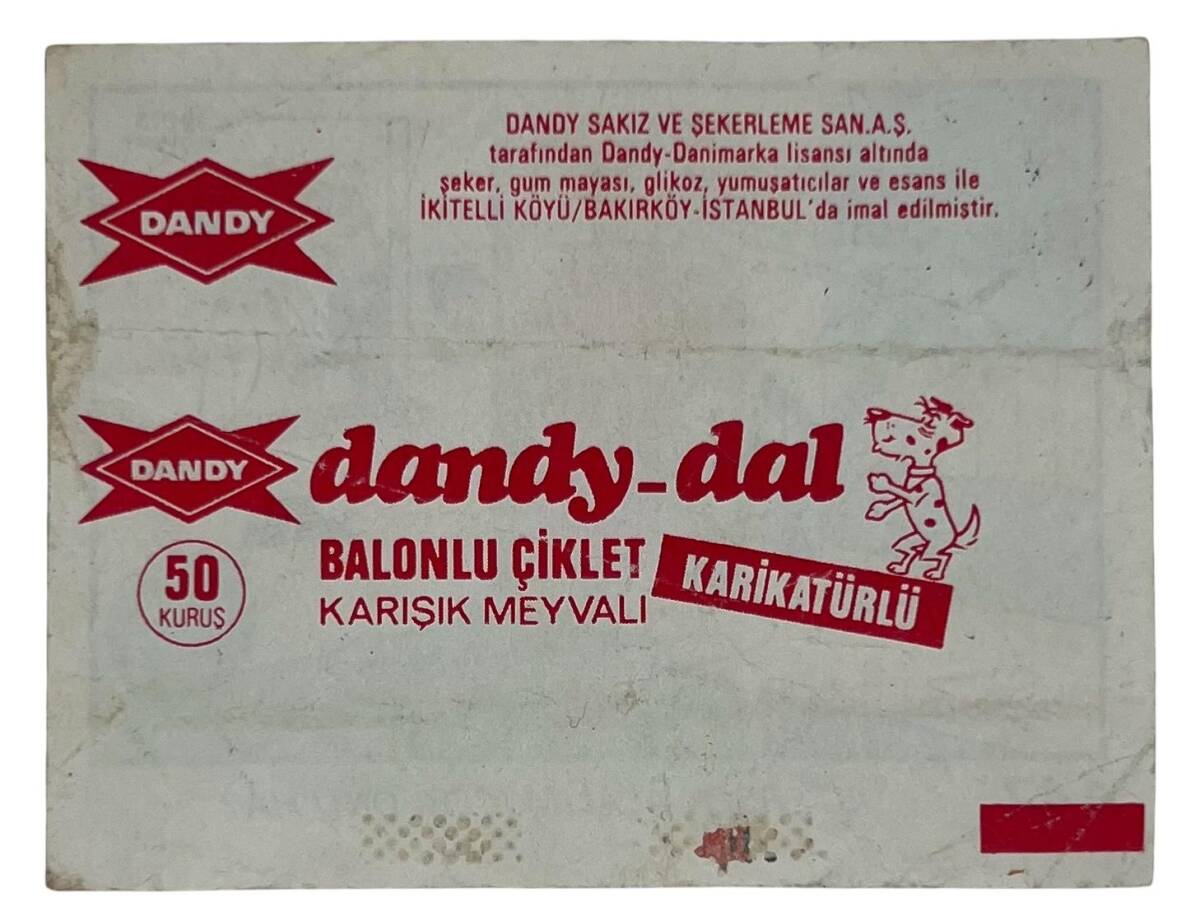 DANDY SAKIZ VE ŞEKERLEME SAN.A.Ş.
tarafından Dandy-Danimarka lisansı altında
şeker, gum mayası, glikoz, yumuşatıcılar ve esans ile
İKİTELLİ KÖYÜ/BAKIRKÖY-İSTANBUL'da imal edilmiştir.
DANDY
DANDY
dandy-dal
50
KURUŞ
BALONLU ÇİKLET
KARIŞIK MEYVALI
KARİKATÜRLÜ